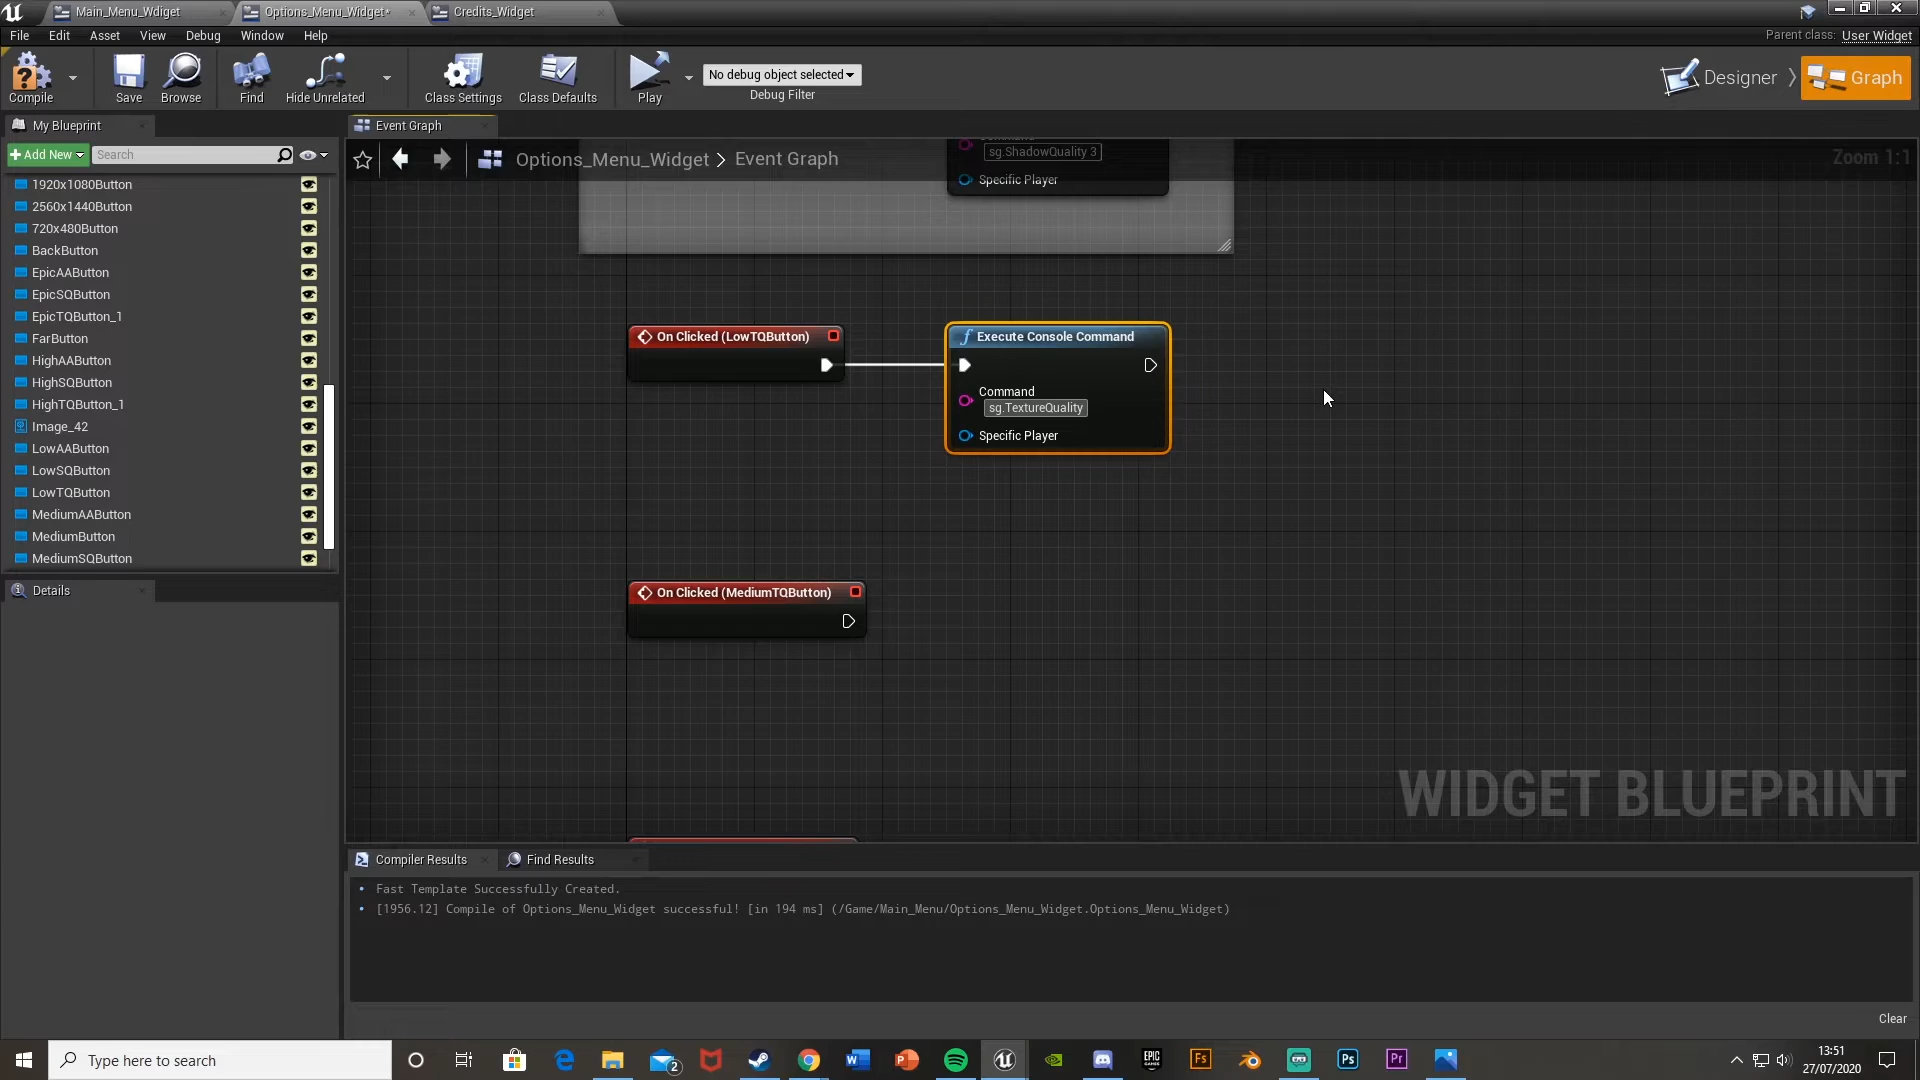 Main_Menu_Wdiget
Options_Menu_Widget*
Credits_Widget
File
Edit
Asset
View
Debug
Window
Help
Parent class: User Widget
Compile
Save
Browse
Find
Hide Unrelated
Class Settings
Class Defaults
Play
No debug object selected
Debug Filter
Designer
Graph
My Blueprint
Event Graph
Add New
Search
Options_Menu_Widget > Event Graph
Zoom 1:1
1920x1080Button
2560x1440Button
720x480Button
BackButton
EpicAAButton
EpicSQButton
EpicTQButton_1
FarButton
HighAAButton
HighSQButton
HighTQButton_1
Image_42
LowAAButton
LowSQButton
LowTQButton
MediumAAButton
MediumButton
MediumSQButton
Details
sg.ShadowQuality 3
Specific Player
On Clicked (LowTQButton)
Execute Console Command
Command
sg.TextureQuality
Specific Player
On Clicked (MediumTQButton)
WIDGET BLUEPRINT
Compiler Results
Find Results
Fast Template Successfully Created.
[1956.12] Compile of Options_Menu_Widget successful! [in 194 ms] (/Game/Main_Menu/Options_Menu_Widget.Options_Menu_Widget)
Clear
Type here to search
2
EPIC GAMES
Fs
Ps
Pr
13:51
27/07/2020